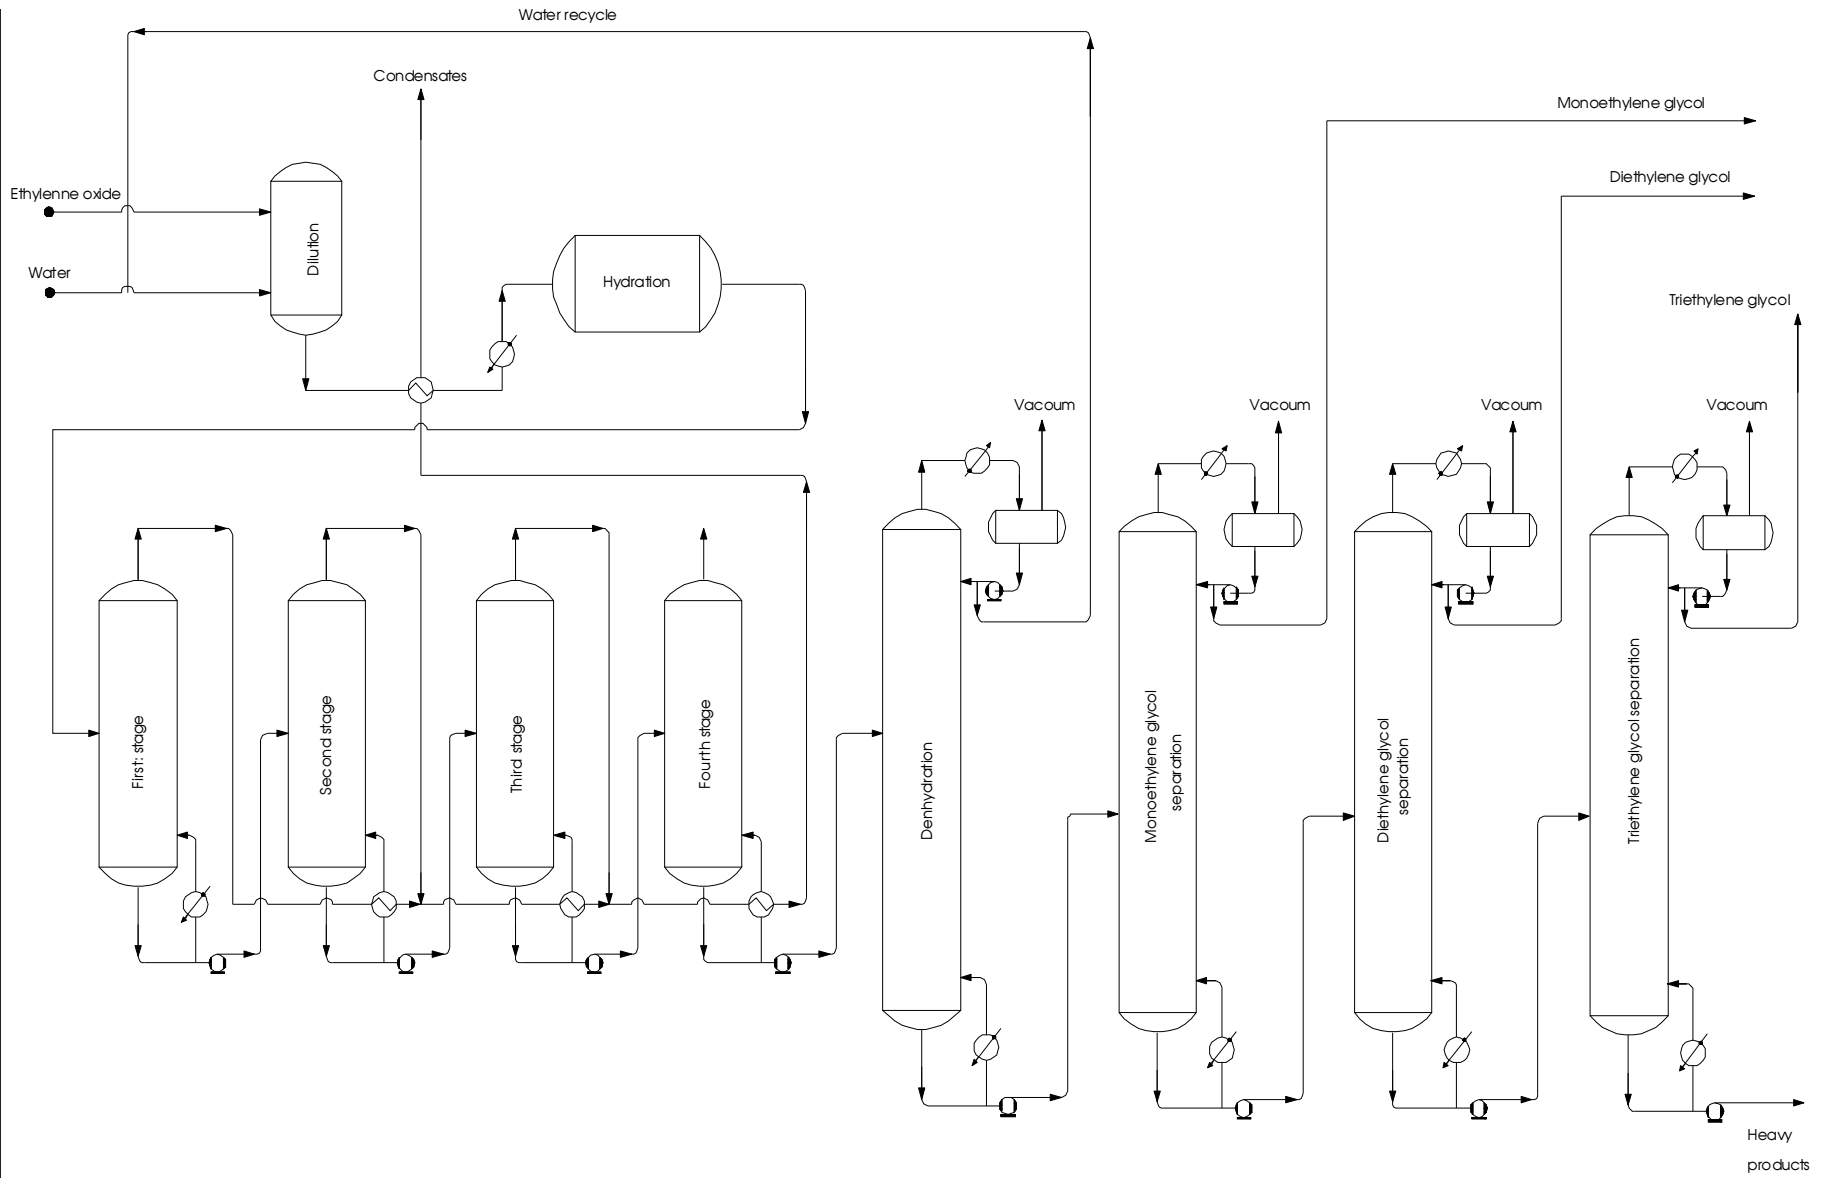 Water recycle
Condensates
Monoethylene glycol
Diethylene glycol
Ethylenne oxide
Dilution
Water
Hydration
Triethylene glycol
Vacoum
Vacoum
Vacoum
Vacoum
First: stage
Second stage
Third stage
Fourth stage
Denhydration
Monoethylene glycol
separation
Diethylene glycol
separation
Triethylene glycol separation
Heavy
products